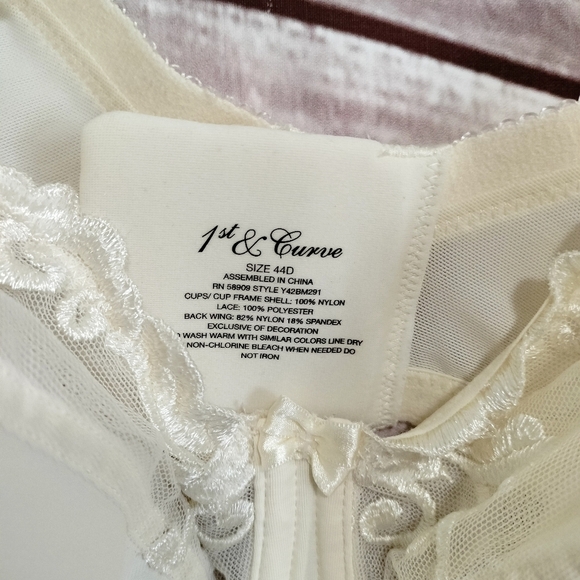 1st & Curve
SIZE 44D
ASSEMBLED IN CHINA
RN 58909 STYLE Y42BM291
CUPS/ CUP FRAME SHELL: 100% NYLON
LACE: 100% POLYESTER
BACK WING: 82% NYLON 18% SPANDEX
EXCLUSIVE OF DECORATION
WASH WARM WITH SIMILAR COLORS LINE DRY
NON-CHLORINE BLEACH WHEN NEEDED DO
NOT IRON